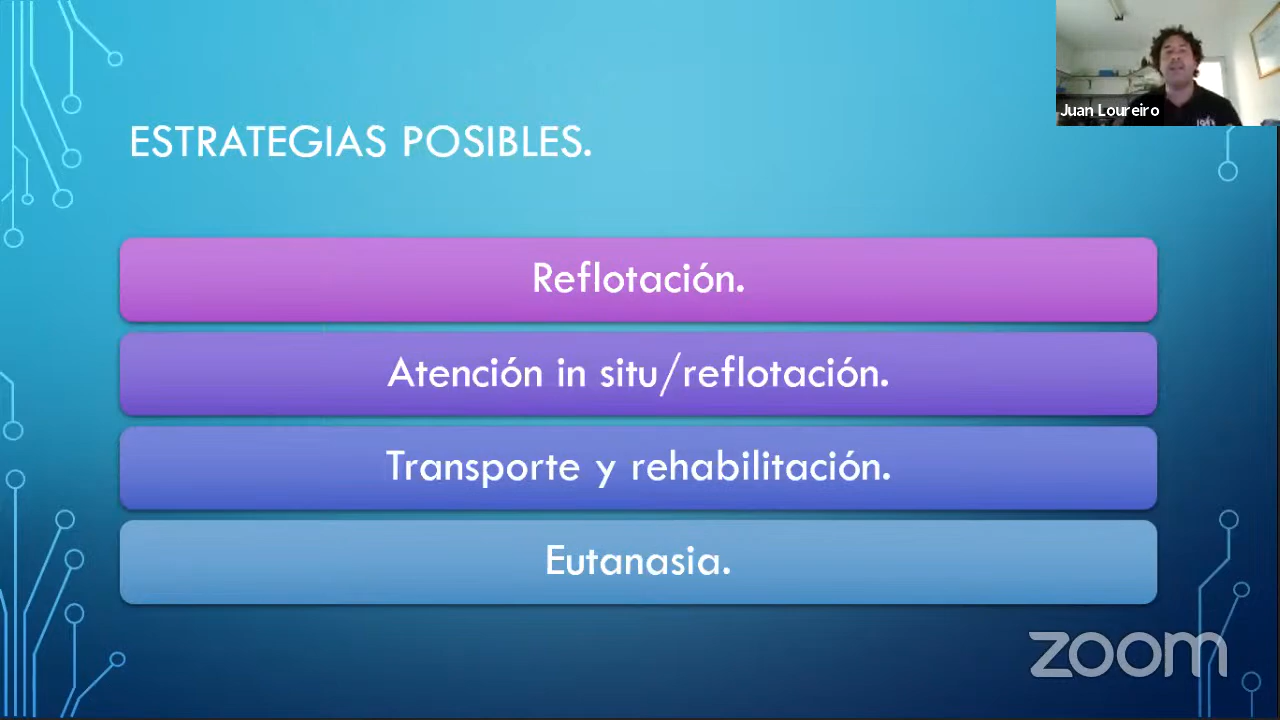 Juan Loureiro
ESTRATEGIAS POSIBLES.
Reflotación.
Atención in situ/reflotación.
Transporte y rehabilitación.
Eutanasia.
zoom